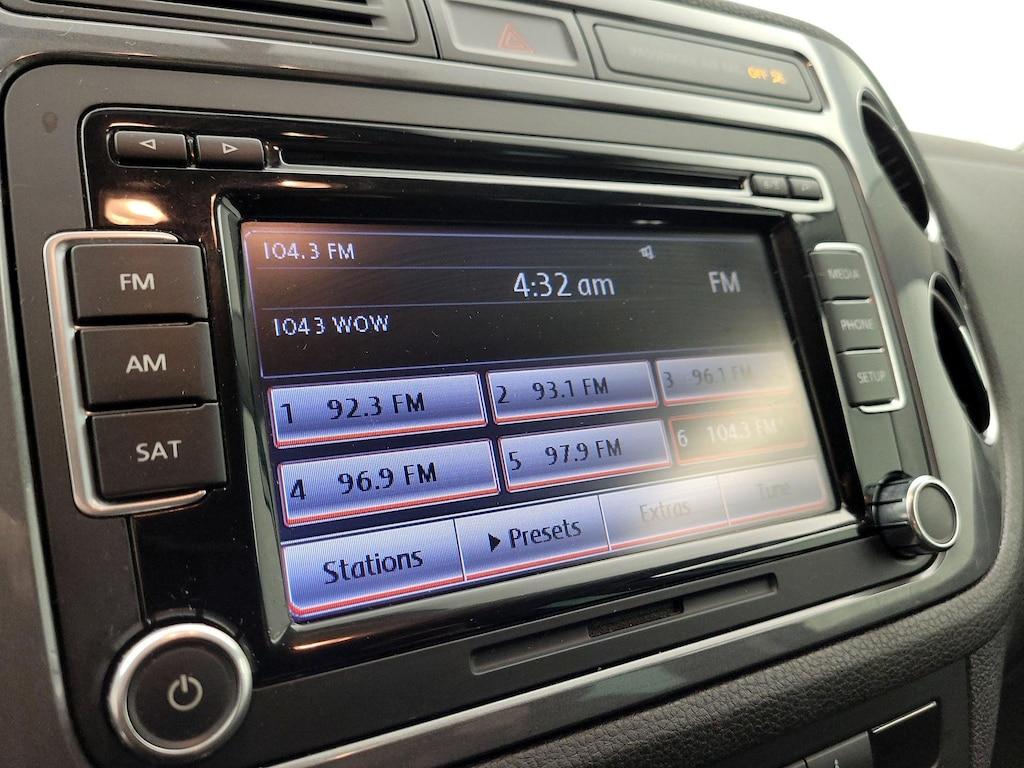 OFF
104.3 FM
4:32 am
FM
1043 WOW
1 92.3 FM
2 93.1 FM
3 96.1 FM
4 96.9 FM
5 97.9 FM
6 104.3 FM
Stations
Presets
Extras
Tune
FM
AM
SAT
MEDIA
PHONE
SETUP